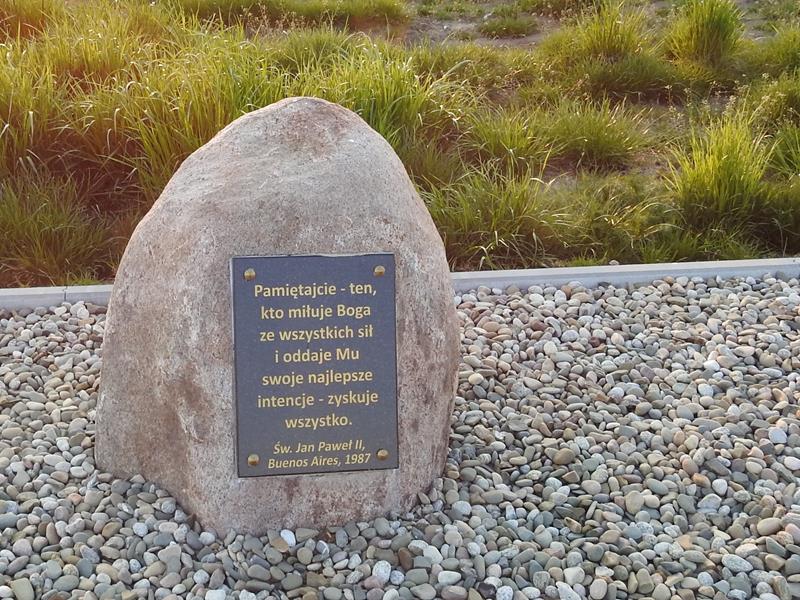 Pamiętajcie - ten,
kto miłuje Boga
ze wszystkich sił
i oddaje Mu
swoje najlepsze
intencje - zyskuje
wszystko.
Św. Jan Paweł II,
Buenos Aires, 1987